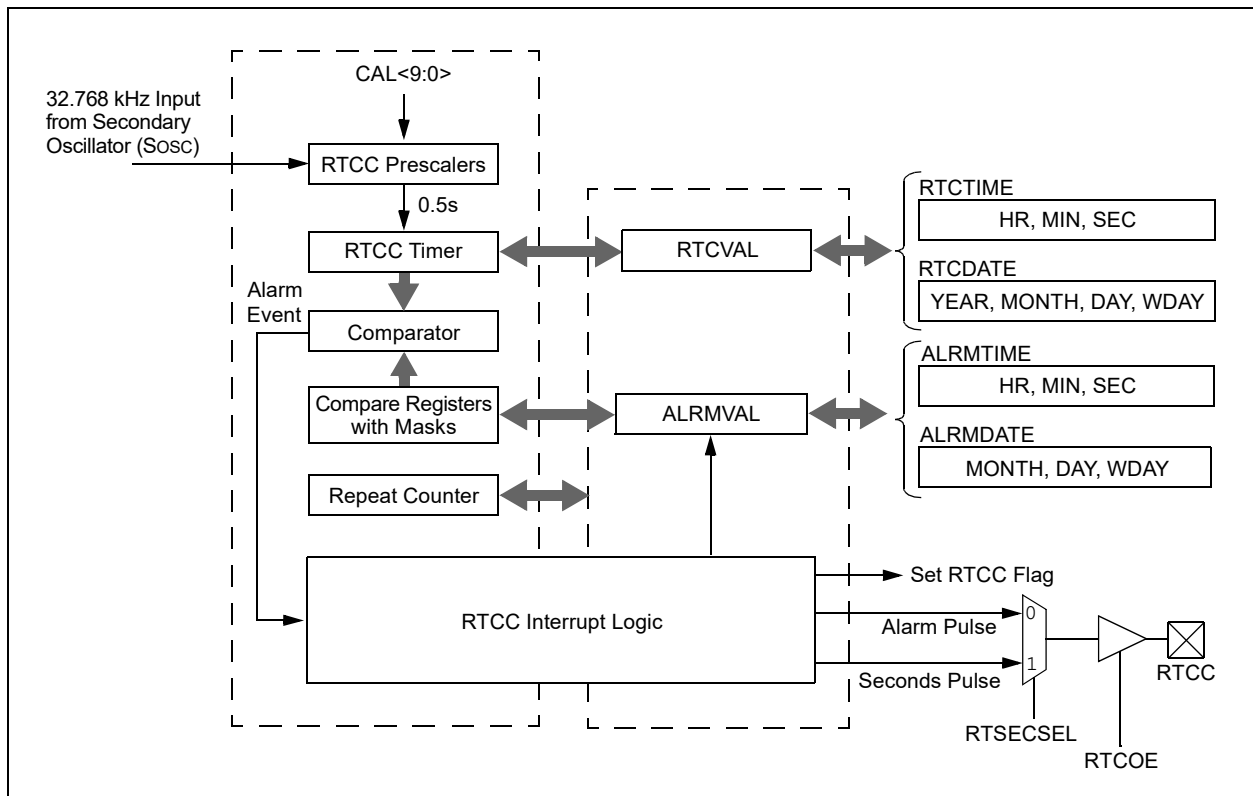 CAL<9:0>
32.768 kHz Input
from Secondary
Oscillator (SOSC)
RTCC Prescalers
0.5s
RTCC Timer
RTCVAL
RTCTIME
HR, MIN, SEC
RTCDATE
YEAR, MONTH, DAY, WDAY
Alarm
Event
Comparator
Compare Registers
with Masks
ALRMVAL
ALRMTIME
HR, MIN, SEC
ALRMDATE
MONTH, DAY, WDAY
Repeat Counter
RTCC Interrupt Logic
Set RTCC Flag
Alarm Pulse
0
Seconds Pulse
1
RTCC
RTSECSEL
RTCOE